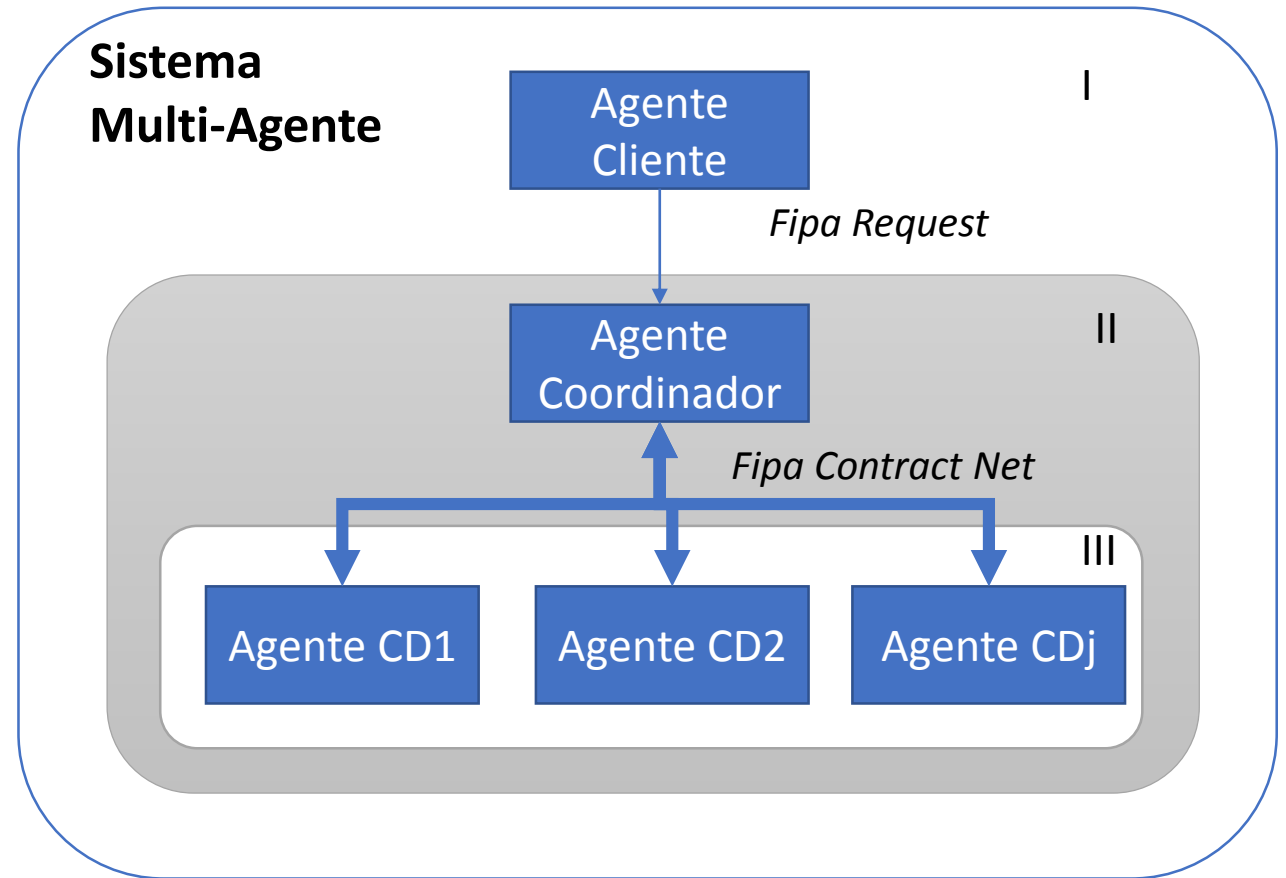 Sistema
Multi-Agente
I
Agente
Cliente
Fipa Request
II
Agente
Coordinador
Fipa Contract Net
III
Agente CD1
Agente CD2
Agente CDj